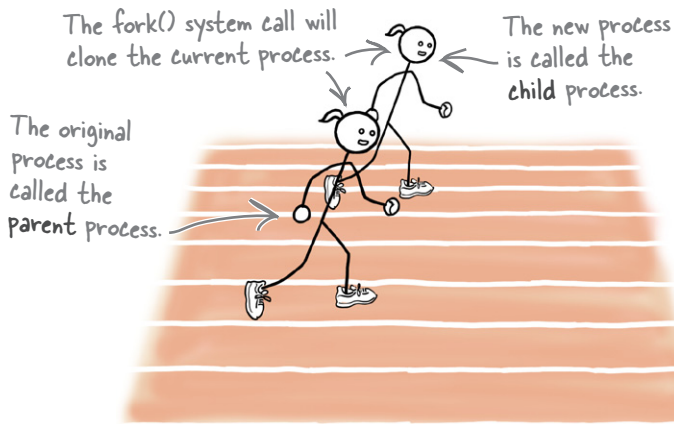 The fork() system call will
clone the current process.
The new process
is called the
child process.
The original
process is
called the
parent process.